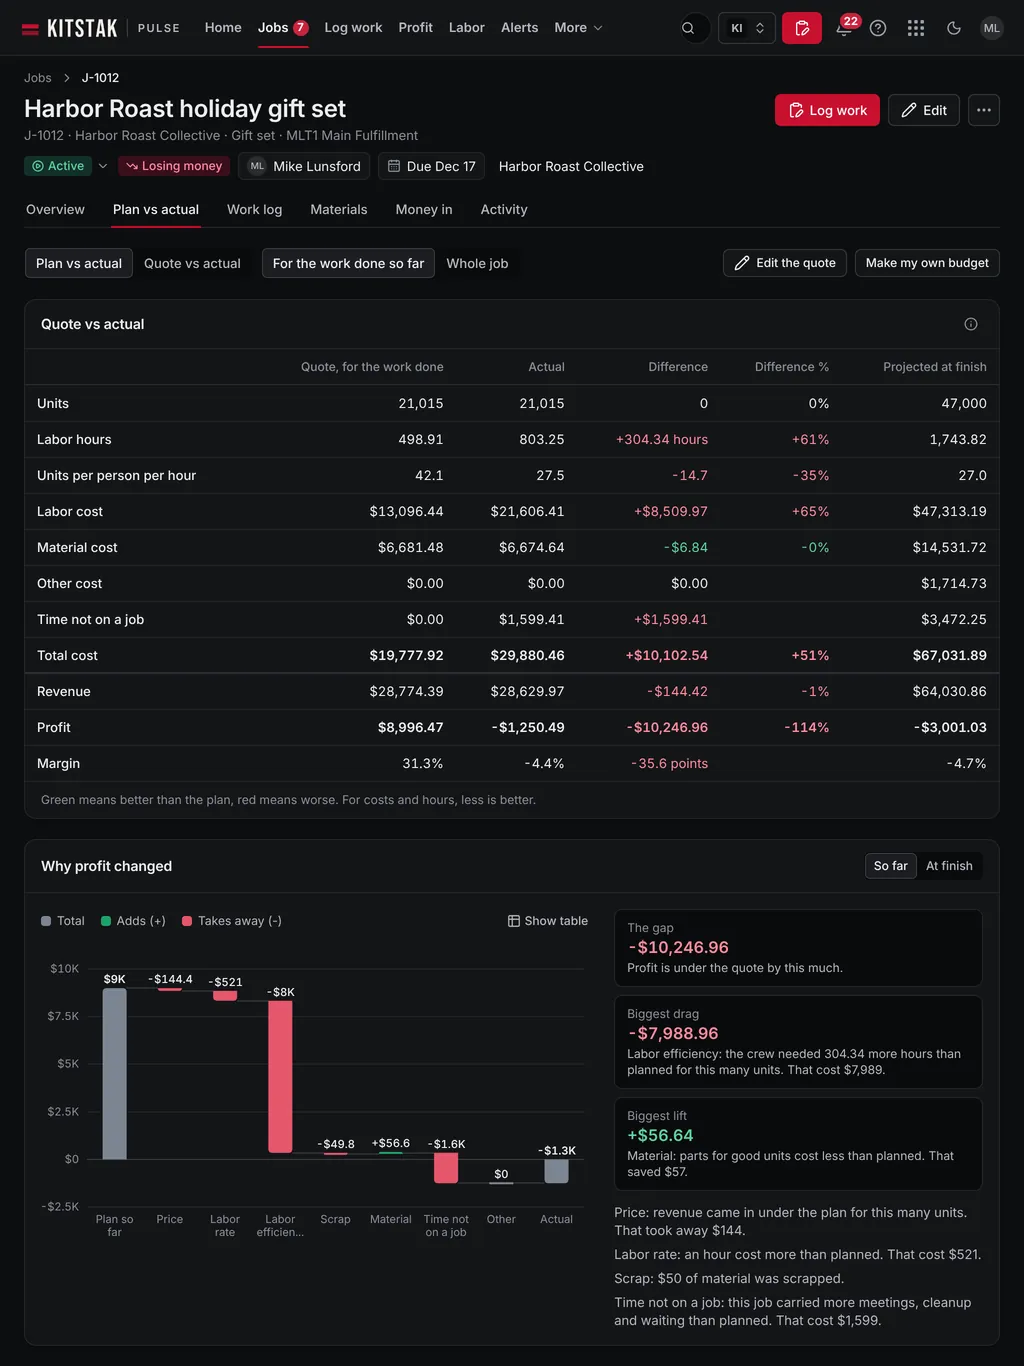 KITSTAK PULSE Home Jobs 7 Log work Profit Labor Alerts More KI 22 ML
Jobs > J-1012
Harbor Roast holiday gift set
Log work Edit ...
J-1012 · Harbor Roast Collective · Gift set · MLT1 Main Fulfillment
Active Losing money ML Mike Lunsford Due Dec 17 Harbor Roast Collective
Overview Plan vs actual Work log Materials Money in Activity
Plan vs actual Quote vs actual For the work done so far Whole job Edit the quote Make my own budget
Quote vs actual
Quote, for the work done Actual Difference Difference % Projected at finish
Units 21,015 21,015 0 0% 47,000
Labor hours 498.91 803.25 +304.34 hours +61% 1,743.82
Units per person per hour 42.1 27.5 -14.7 -35% 27.0
Labor cost $13,096.44 $21,606.41 +$8,509.97 +65% $47,313.19
Material cost $6,681.48 $6,674.64 -$6.84 -0% $14,531.72
Other cost $0.00 $0.00 $0.00 $1,714.73
Time not on a job $0.00 $1,599.41 +$1,599.41 $3,472.25
Total cost $19,777.92 $29,880.46 +$10,102.54 +51% $67,031.89
Revenue $28,774.39 $28,629.97 -$144.42 -1% $64,030.86
Profit $8,996.47 -$1,250.49 -$10,246.96 -114% -$3,001.03
Margin 31.3% -4.4% -35.6 points -4.7%
Green means better than the plan, red means worse. For costs and hours, less is better.
Why profit changed
So far At finish
Total Adds (+) Takes away (-) Show table
$10K
$7.5K
$5K
$2.5K
$0
-$2.5K
$9K -$144.4 -$521 -$8K -$49.8 +$56.6 -$1.6K $0 -$1.3K
Plan so far Price Labor rate Labor efficien... Scrap Material Time not on a job Other Actual
The gap
-$10,246.96
Profit is under the quote by this much.
Biggest drag
-$7,988.96
Labor efficiency: the crew needed 304.34 more hours than
planned for this many units. That cost $7,989.
Biggest lift
+$56.64
Material: parts for good units cost less than planned. That
saved $57.
Price: revenue came in under the plan for this many units.
That took away $144.
Labor rate: an hour cost more than planned. That cost $521.
Scrap: $50 of material was scrapped.
Time not on a job: this job carried more meetings, cleanup
and waiting than planned. That cost $1,599.